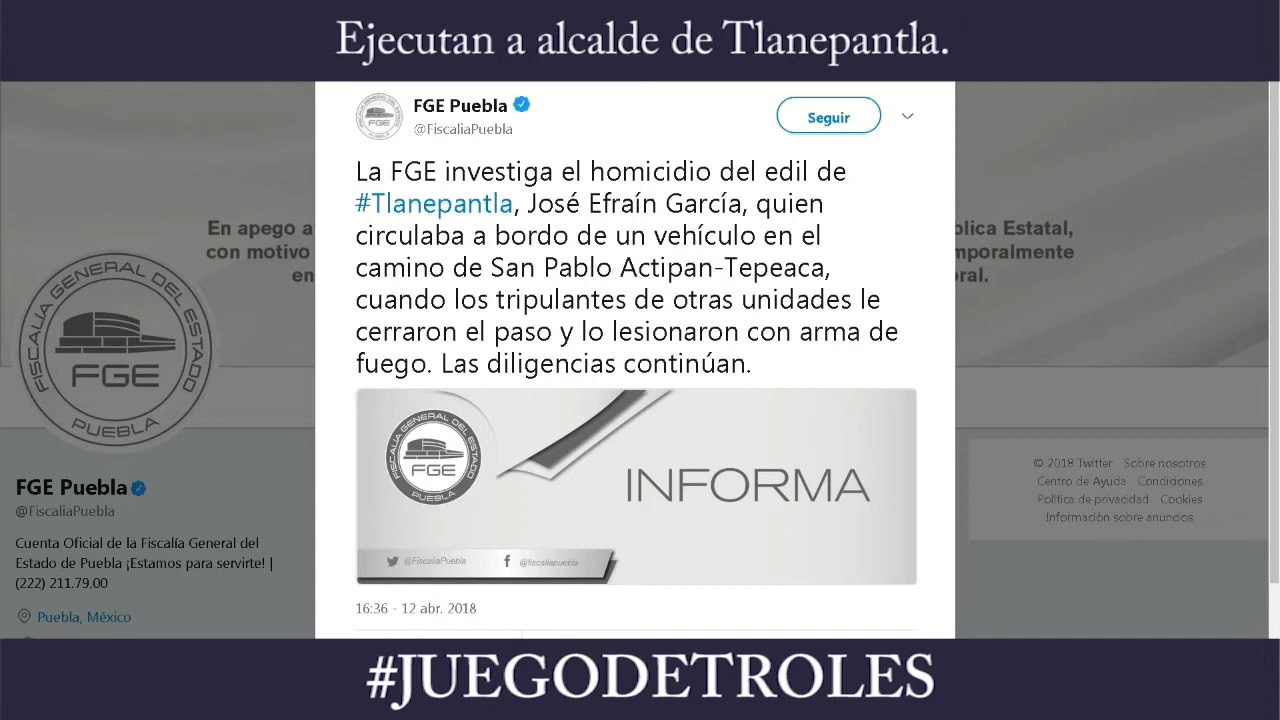 Ejecutan a alcalde de Tlanepantla.
FGE Puebla
@FiscaliaPuebla
Seguir
La FGE investiga el homicidio del edil de
#Tlanepantla, José Efraín García, quien
circulaba a bordo de un vehículo en el
camino de San Pablo Actipan-Tepeaca,
cuando los tripulantes de otras unidades le
cerraron el paso y lo lesionaron con arma de
fuego. Las diligencias continúan.
FISCALÍA GENERAL DEL ESTADO
FGE
PUEBLA
INFORMA
@FiscaliaPuebla
@fiscaliapuebla
16:36 - 12 abr. 2018
En apego a
con motivo
en
Estatal,
FISCALÍA GENERAL DEL ESTADO
FGE
PUEBLA
FGE Puebla
@FiscaliaPuebla
Cuenta Oficial de la Fiscalía General del
Estado de Puebla ¡Estamos para servirte! |
(222) 211.79.00
Puebla, México
© 2018 Twitter Sobre nosotros
Centro de Ayuda Condiciones
Política de privacidad Cookies
Información sobre anuncios
#JUEGODETROLES